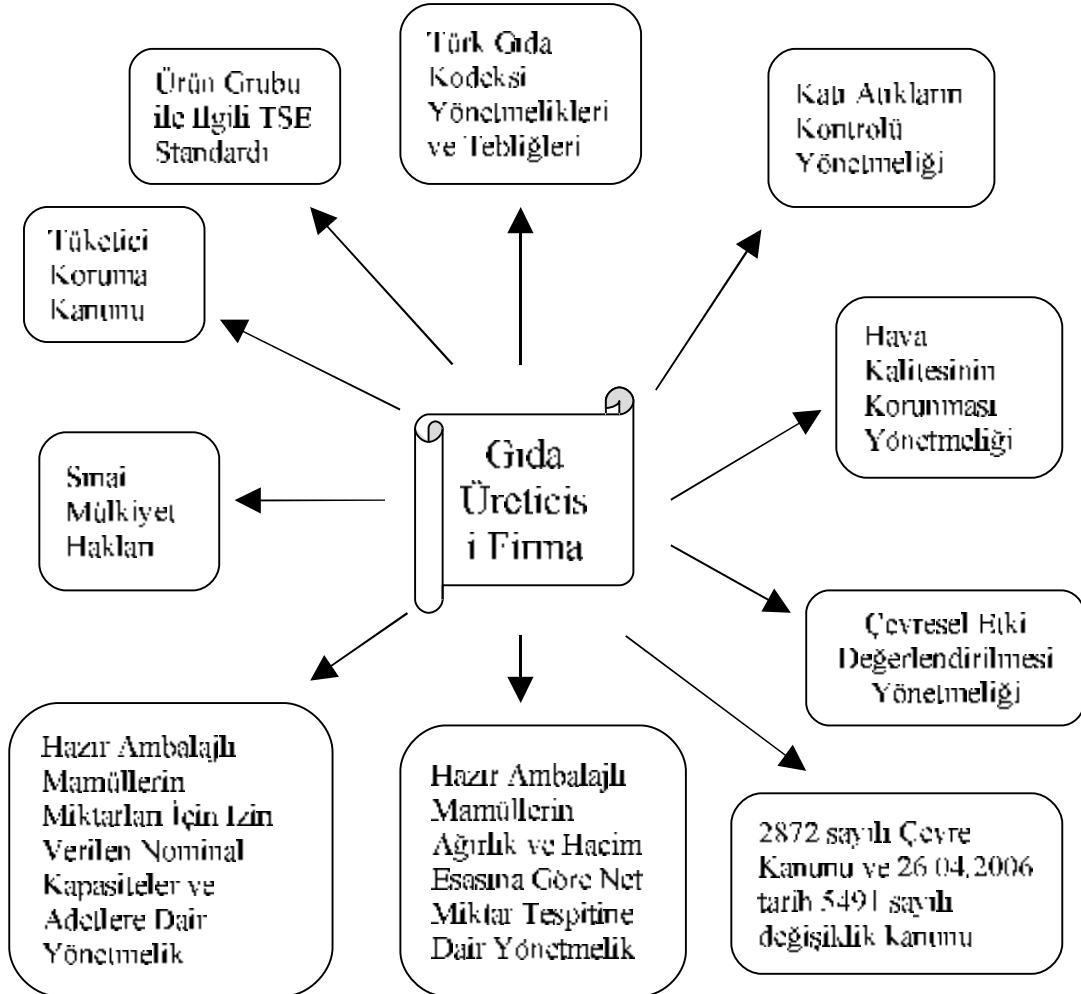 Türk Gıda
Kodeksi
Yönetmelikleri
ve Tebliğleri
Ürün Grubu
ile Ilgili TSE
Standardı
Katı Atıkların
Kontrolü
Yönetmeliği
Tüketici
Koruma
Kanunu
Hava
Kalitesinin
Korunması
Yönetmeliği
Gıda
Üreticis
i Firma
Sınai
Mülkiyet
Hakları
Çevresel Etki
Değerlendirilmesi
Yönetmeliği
Hazır Ambalajlı
Mamüllerin
Miktarları İçin Izin
Verilen Nominal
Kapasiteler ve
Adetlere Dair
Yönetmelik
Hazır Ambalajlı
Mamüllerin
Ağırlık ve Hacim
Esasına Göre Net
Miktar Tespitine
Dair Yönetmelik
2872 sayılı Çevre
Kanunu ve 26.04.2006
tarih 5491 sayılı
değişiklik kanunu